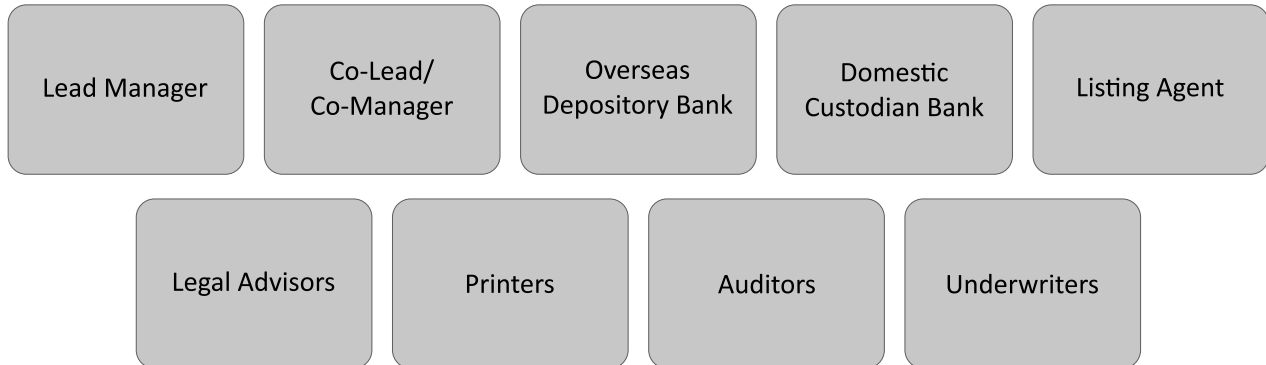 Lead Manager
Co-Lead/
Co-Manager
Overseas
Depository Bank
Domestic
Custodian Bank
Listing Agent
Legal Advisors
Printers
Auditors
Underwriters